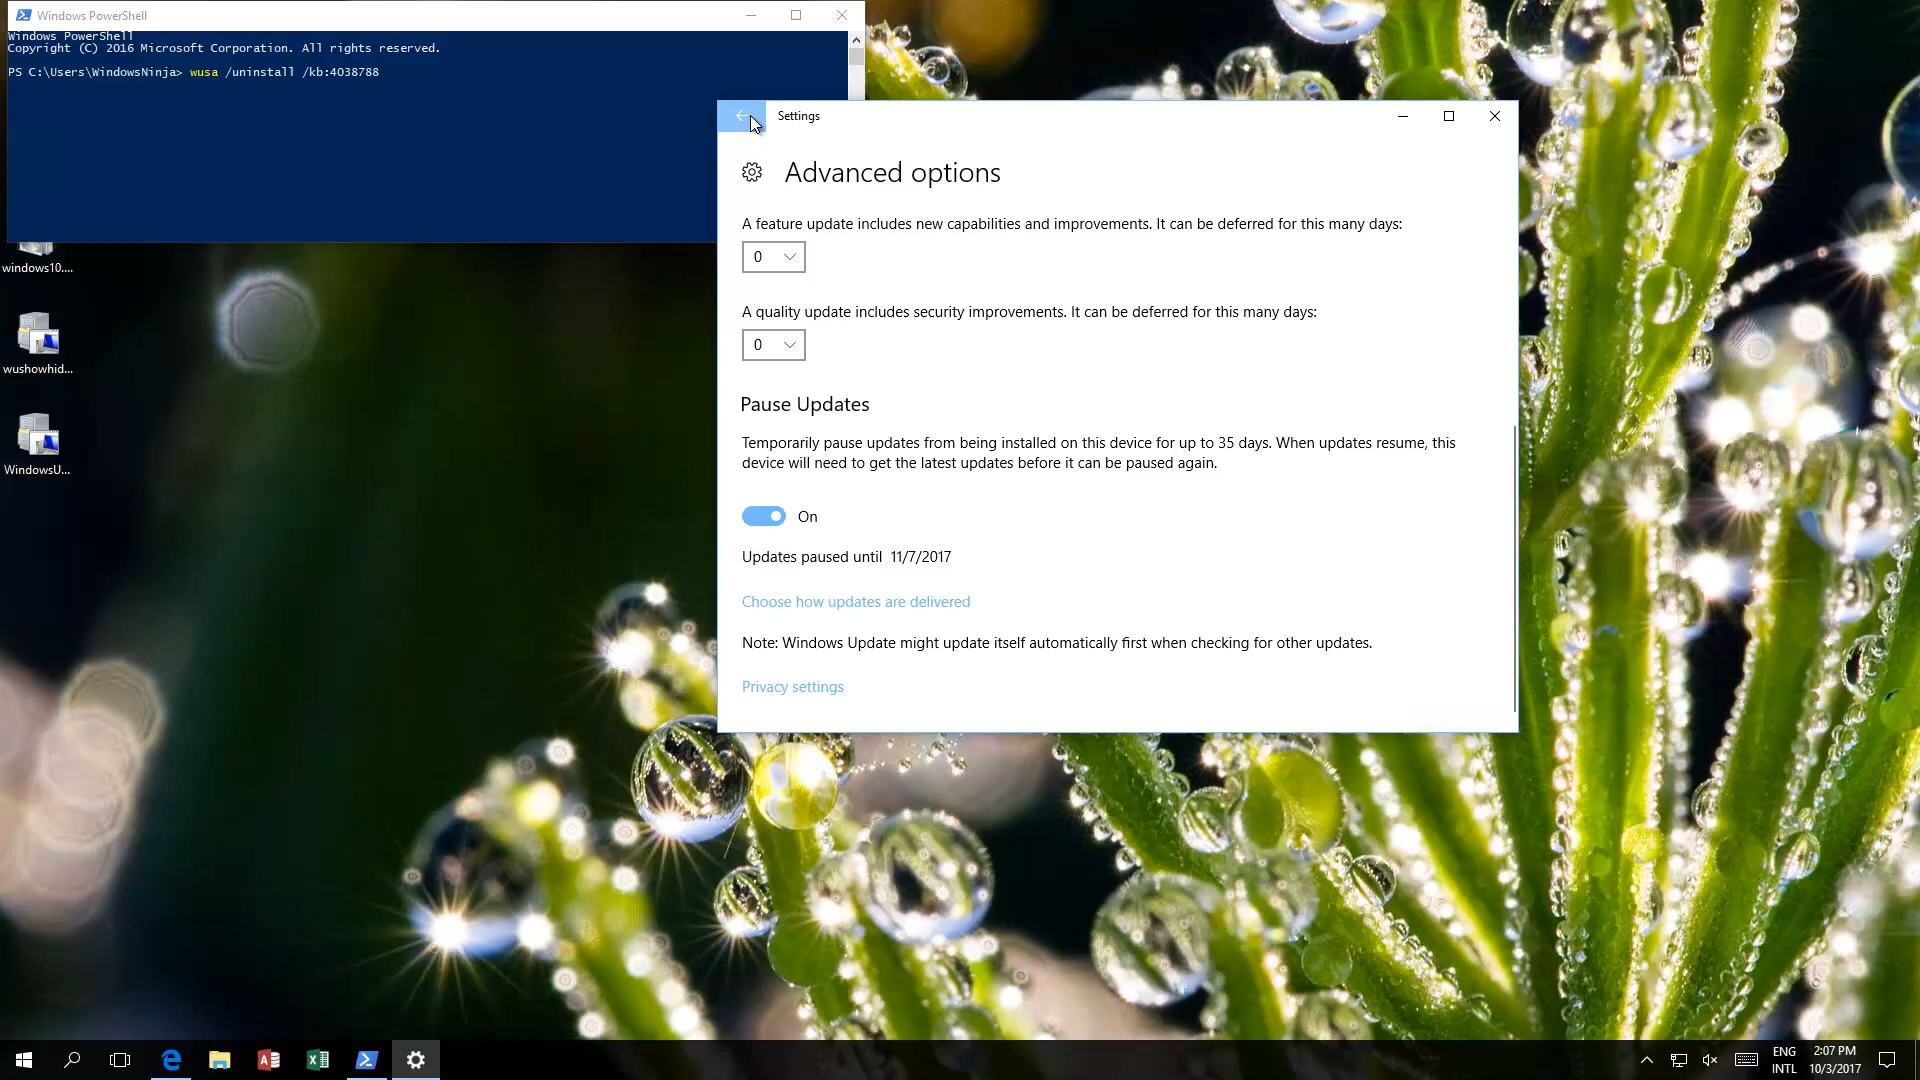 Windows PowerShell
Windows PowerShell
Copyright (C) 2016 Microsoft Corporation. All rights reserved.
PS C:\Users\WindowsNinja> wusa /uninstall /kb:4038788
windows10....
wushowhid...
WindowsU...
Settings
Advanced options
A feature update includes new capabilities and improvements. It can be deferred for this many days:
0
A quality update includes security improvements. It can be deferred for this many days:
0
Pause Updates
Temporarily pause updates from being installed on this device for up to 35 days. When updates resume, this
device will need to get the latest updates before it can be paused again.
On
Updates paused until 11/7/2017
Choose how updates are delivered
Note: Windows Update might update itself automatically first when checking for other updates.
Privacy settings
ENG
INTL
2:07 PM
10/3/2017